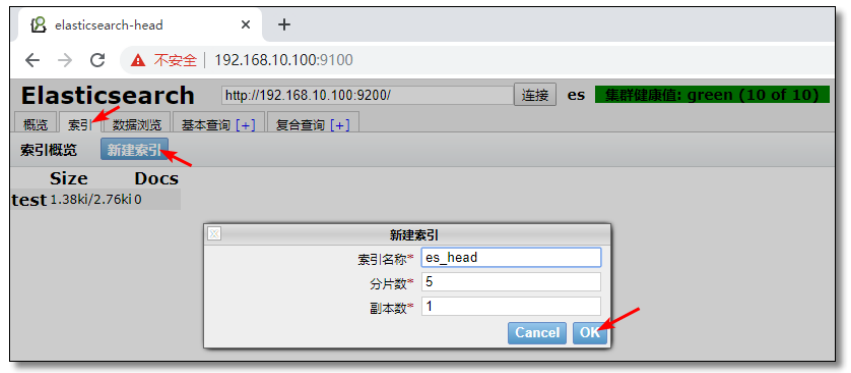 elasticsearch-head
不安全 192.168.10.100:9100
Elasticsearch http://192.168.10.100:9200/ 连接 es 集群健康值: green (10 of 10)
概览 索引 数据浏览 基本查询 [+] 复合查询 [+]
索引概览 新建索引
Size Docs
test 1.38ki/2.76ki 0
新建索引
索引名称* es_head
分片数* 5
副本数* 1
Cancel OK